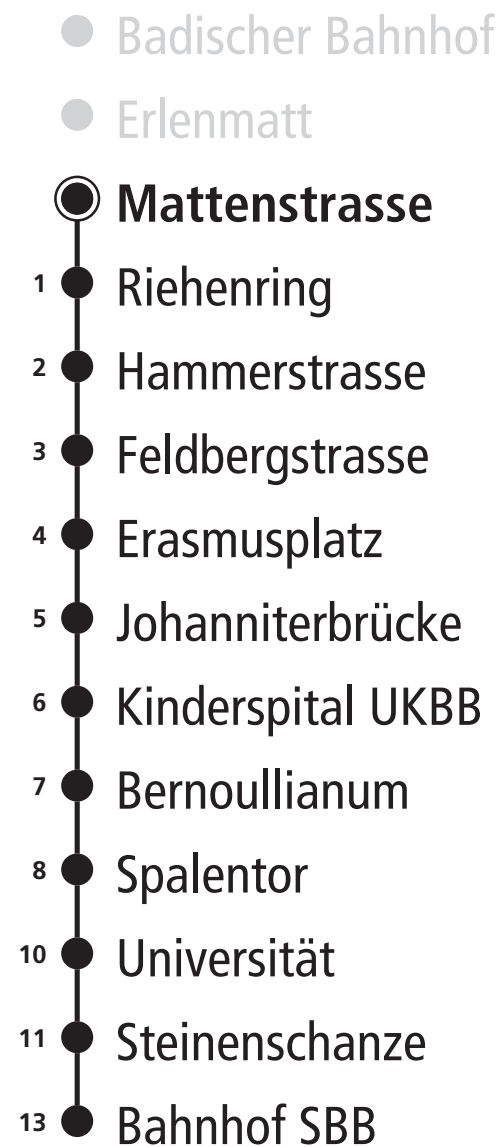 Badischer Bahnhof
Erlenmatt
Mattenstrasse
1 Riehenring
2 Hammerstrasse
3 Feldbergstrasse
4 Erasmusplatz
5 Johanniterbrücke
6 Kinderspital UKBB
7 Bernoullianum
8 Spalentor
10 Universität
11 Steinenschanze
13 Bahnhof SBB